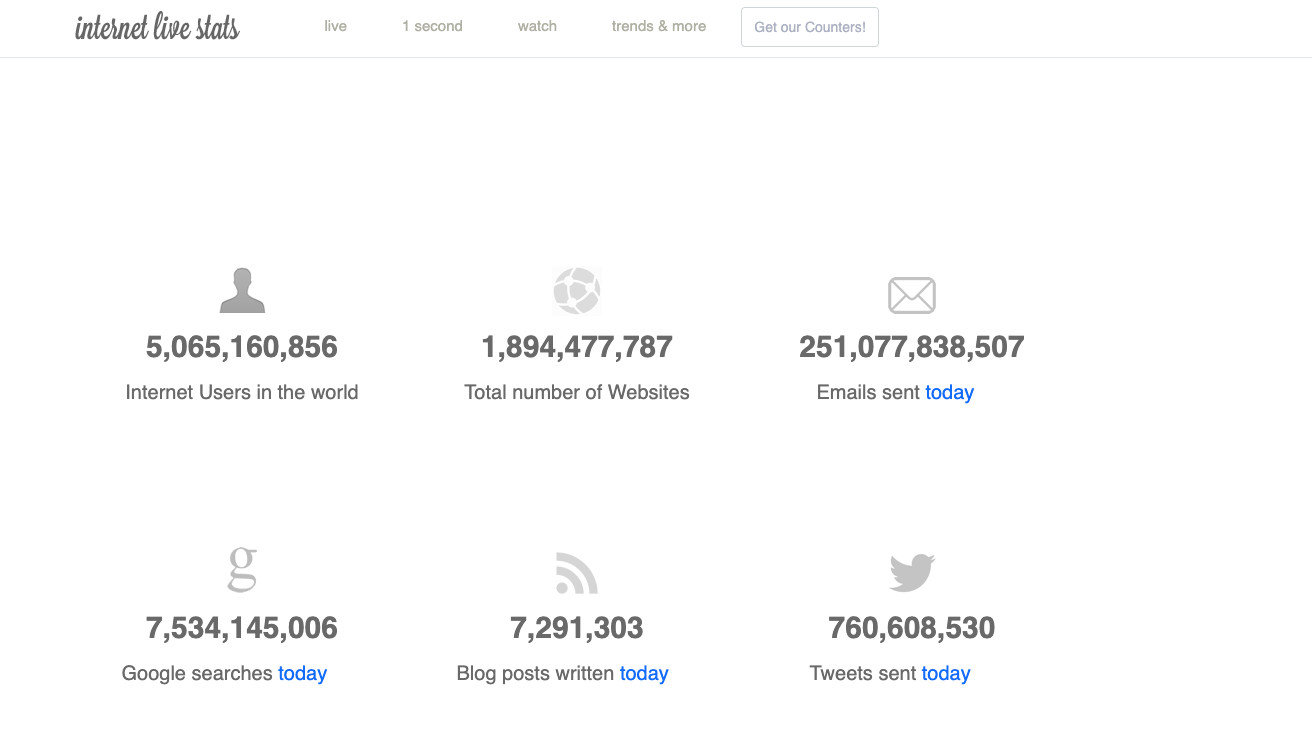 internet live stats live 1 second watch trends & more Get our Counters!
5,065,160,856 1,894,477,787 251,077,838,507
Internet Users in the world Total number of Websites Emails sent today
7,534,145,006 7,291,303 760,608,530
Google searches today Blog posts written today Tweets sent today